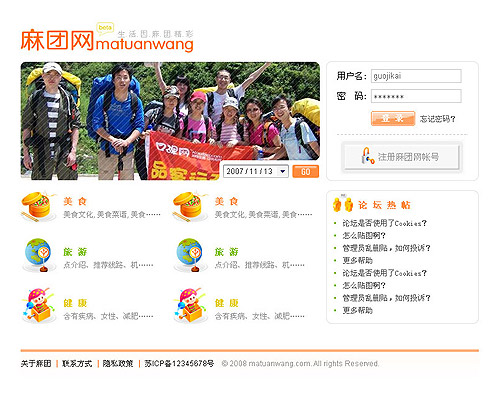 麻团网 beta
生活因麻团精彩
matuanwang
用户名: guojikai
密 码: *******
登 录 忘记密码?
注册麻团网帐号
2007 / 11 / 23 GO
美 食
美食文化, 美食菜谱, 美食······
美 食
美食文化, 美食菜谱, 美食······
旅 游
点介绍、推荐线路、机······
旅 游
点介绍、推荐线路、机······
健 康
含有疾病、女性、减肥······
健 康
含有疾病、女性、减肥······
论 坛 热 帖
论坛是否使用了Cookies?
怎么贴图啊?
管理员乱删贴，如何投诉?
更多帮助
论坛是否使用了Cookies?
怎么贴图啊?
管理员乱删贴，如何投诉?
更多帮助
关于麻团 | 联系方式 | 隐私政策 | 苏ICP备12345678号 © 2008 matuanwang.com. All rights Reserved.